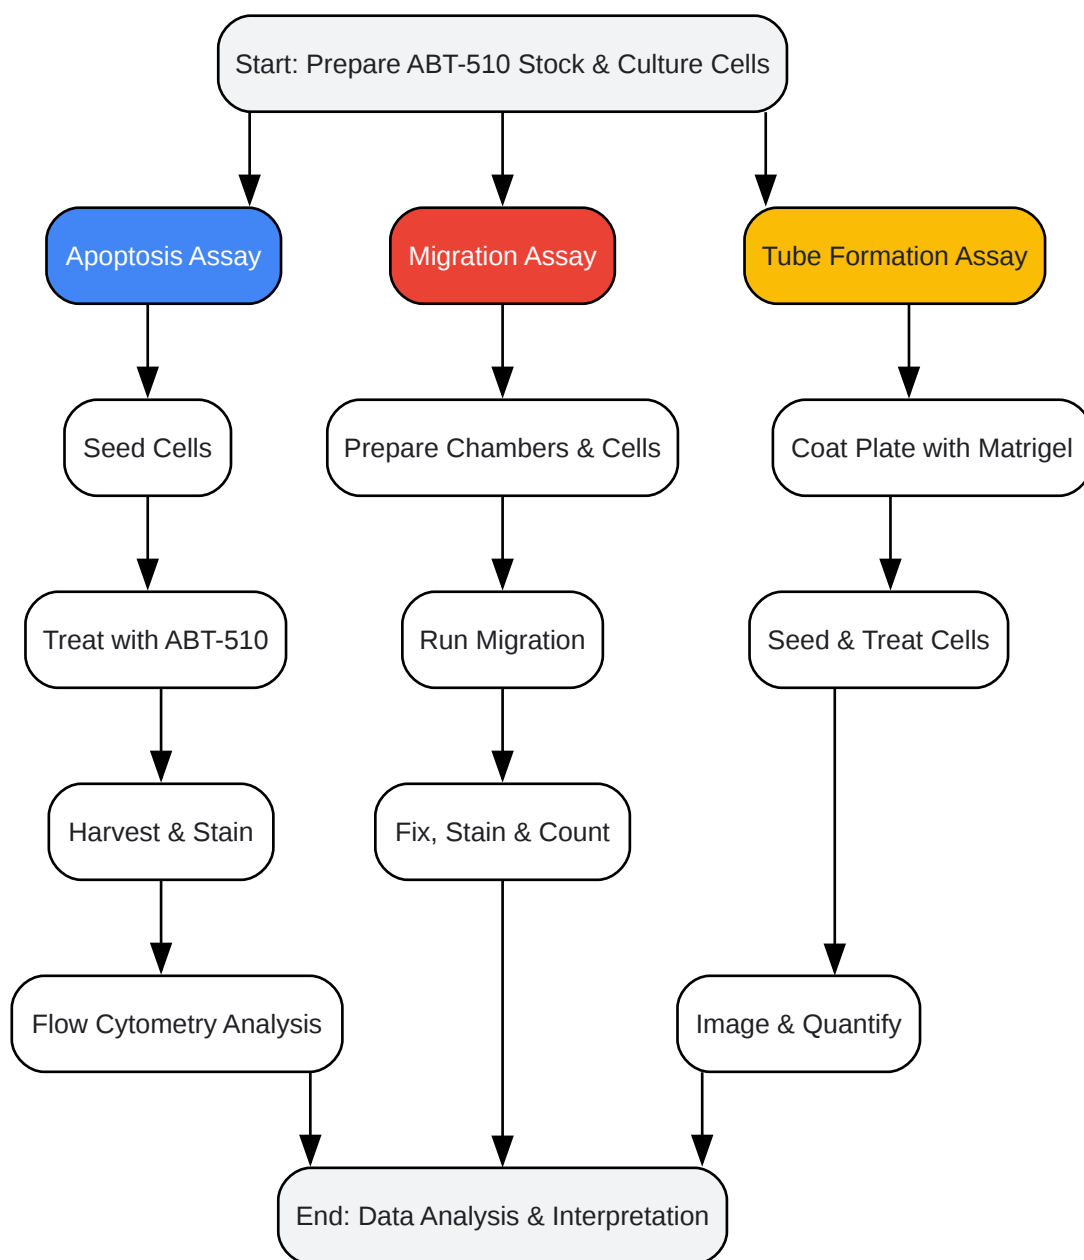 Start: Prepare ABT-510 Stock & Culture Cells
Apoptosis Assay
Migration Assay
Tube Formation Assay
Seed Cells
Prepare Chambers & Cells
Coat Plate with Matrigel
Treat with ABT-510
Run Migration
Seed & Treat Cells
Harvest & Stain
Fix, Stain & Count
Flow Cytometry Analysis
Image & Quantify
End: Data Analysis & Interpretation